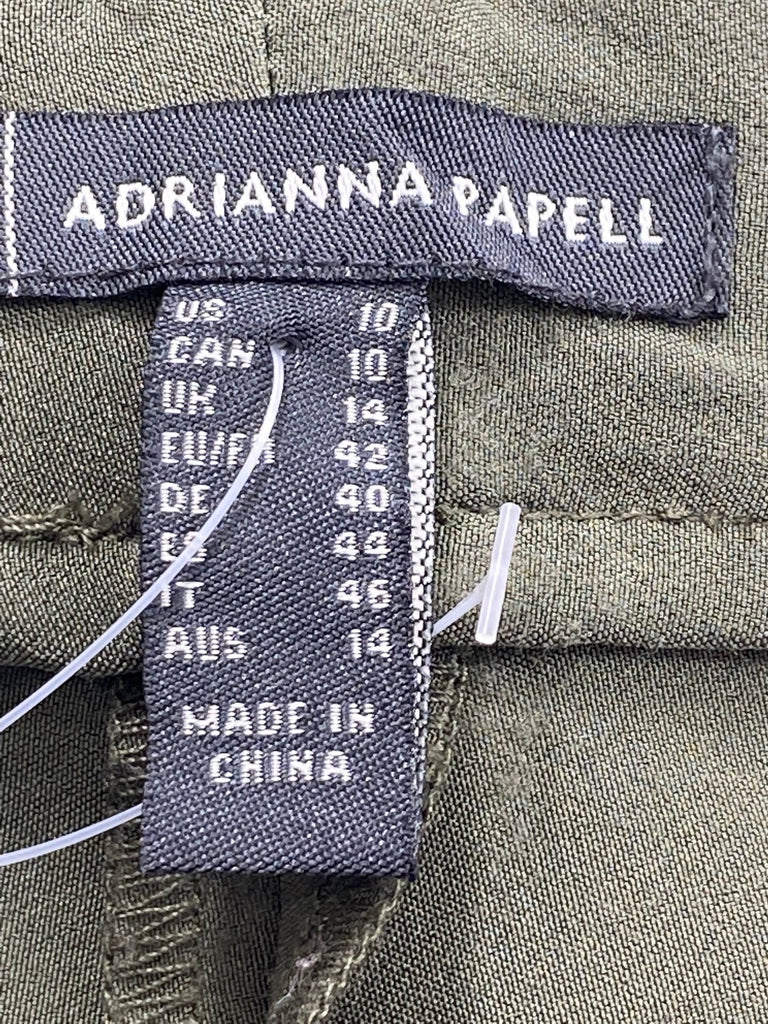 ADRIANNA PAPELL
US 10
CAN 10
UK 14
EU/FR 42
DE 40
ES 44
IT 46
AUS 14
MADE IN
CHINA